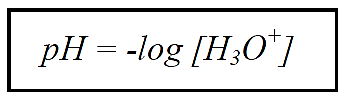 pH = -log [H₃O⁺]